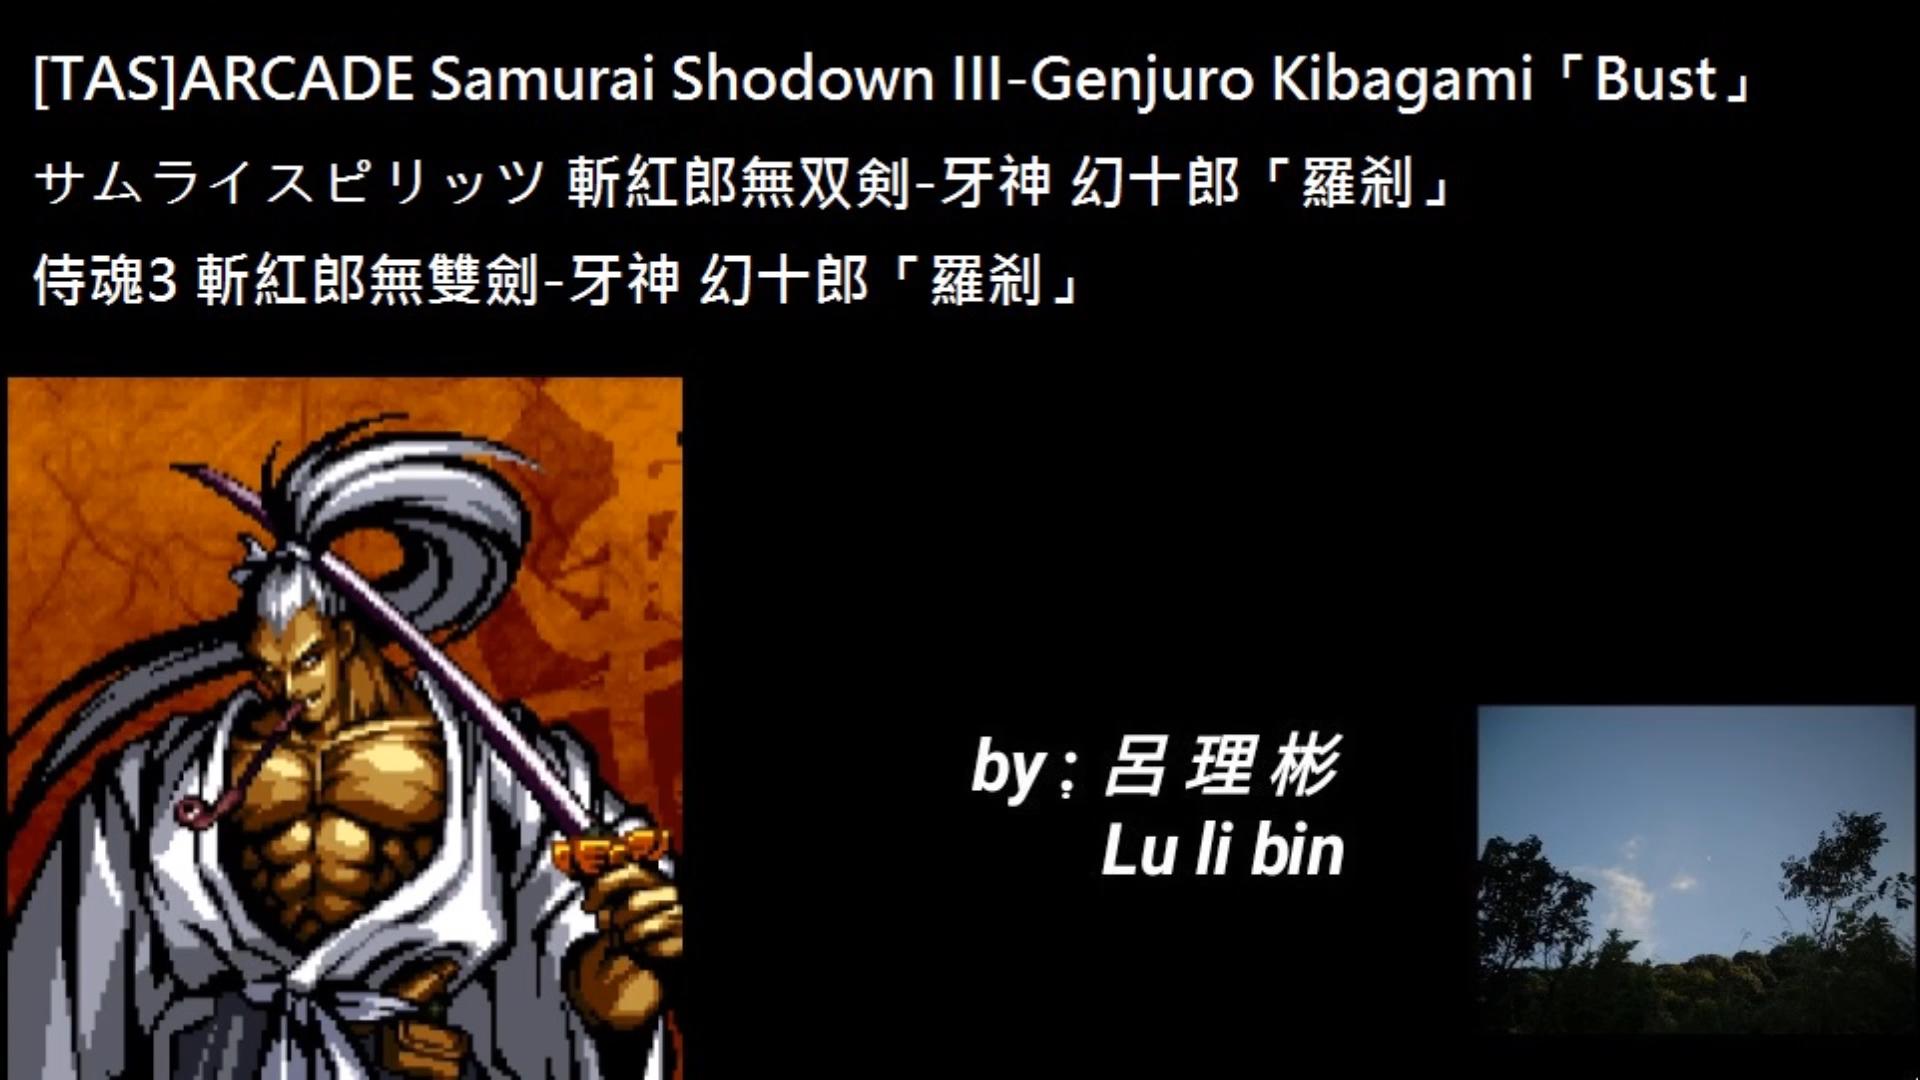 [TAS]ARCADE Samurai Shodown III-Genjuro Kibagami「Bust」
サムライスピリッツ 斬紅郎無双剣-牙神 幻十郎「羅刹」
侍魂3 斬紅郎無雙劍-牙神 幻十郎「羅剎」
by：呂理彬
Lu li bin